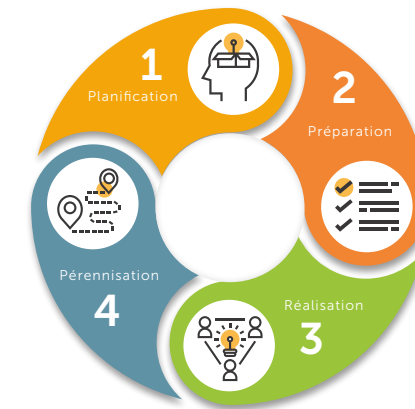 1
Planification
2
Préparation
Réalisation
3
Pérennisation
4